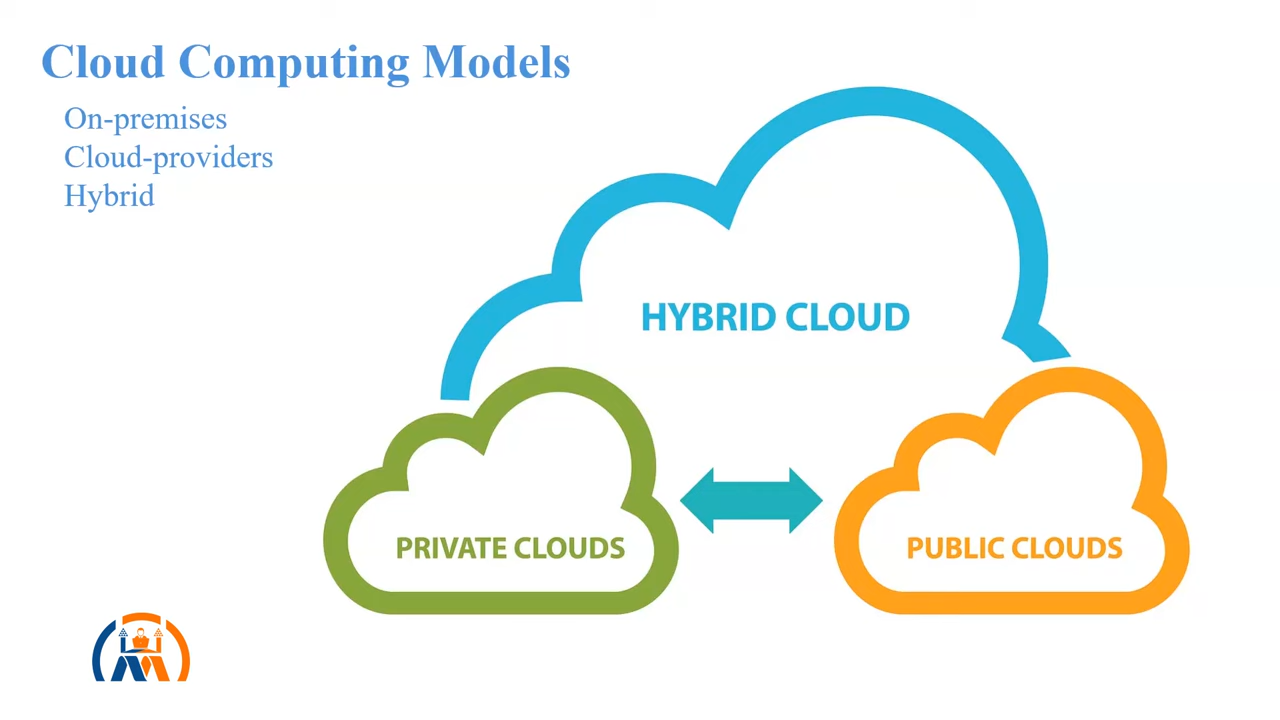 Cloud Computing Models
On-premises
Cloud-providers
Hybrid
HYBRID CLOUD
PRIVATE CLOUDS
PUBLIC CLOUDS